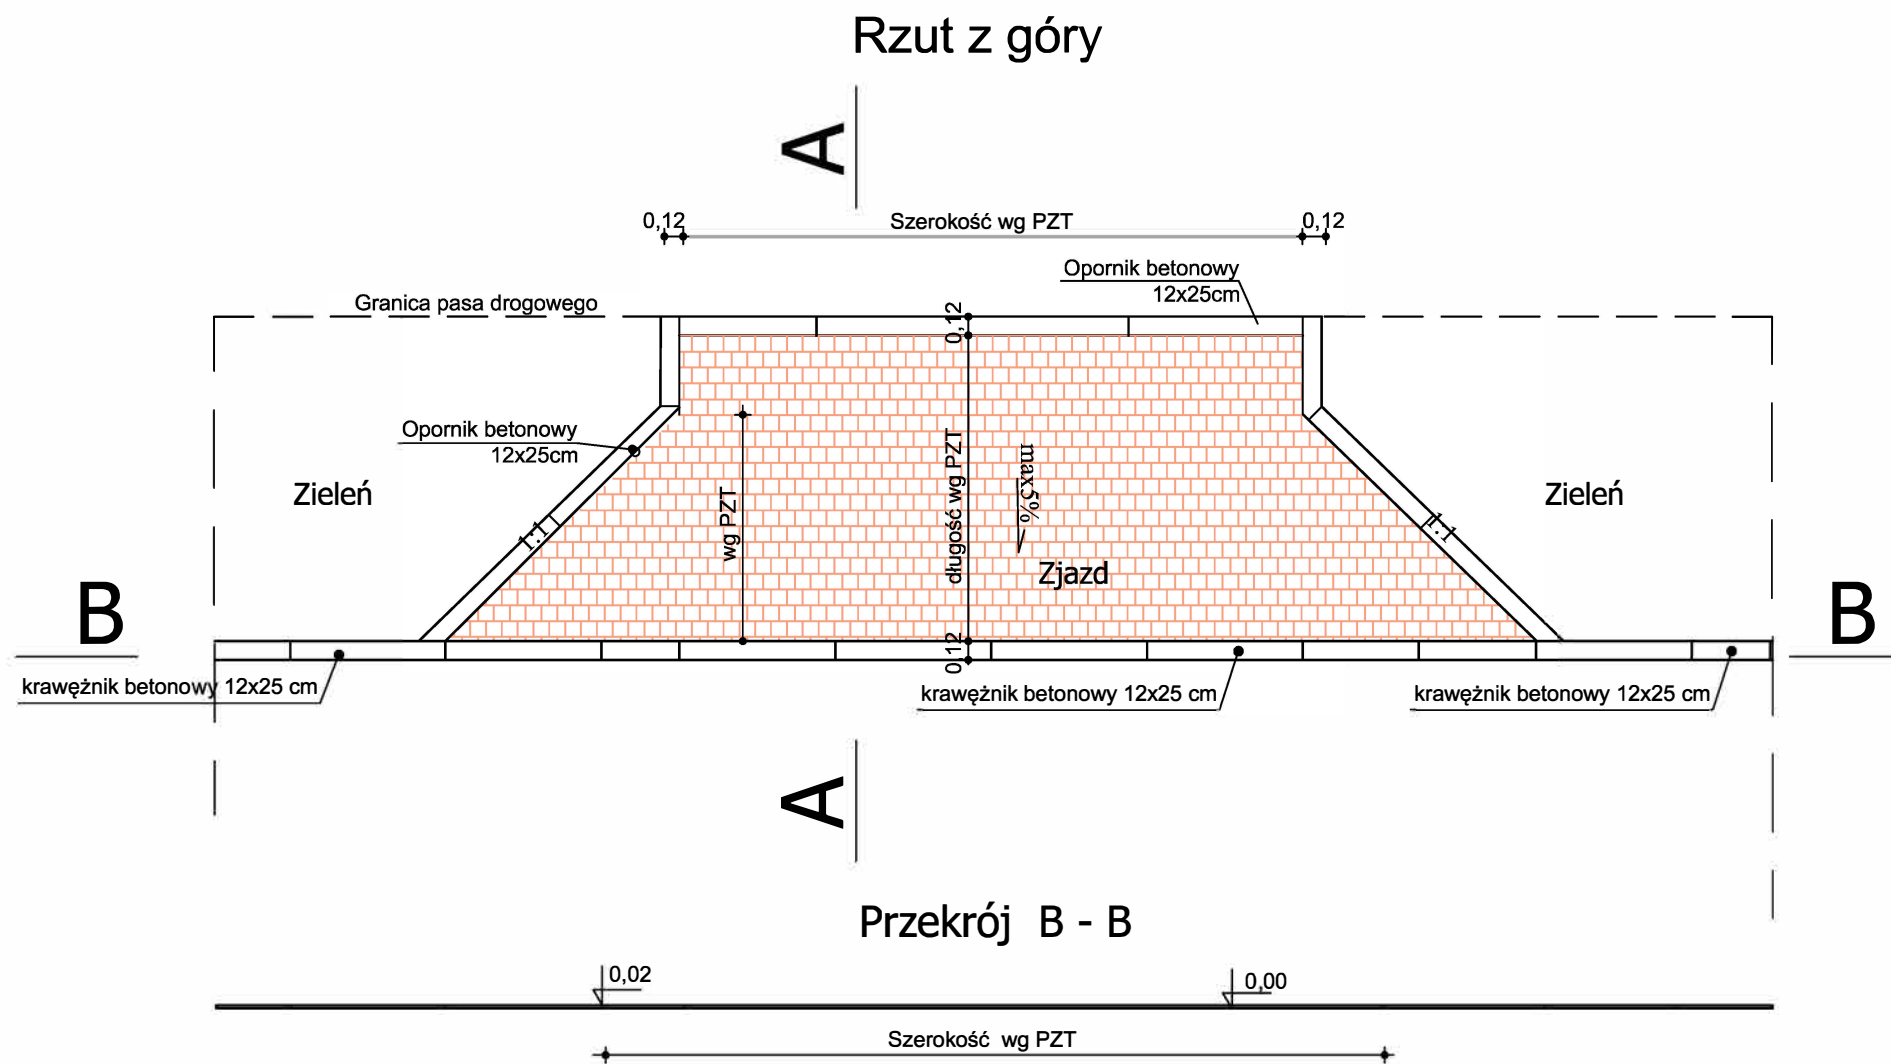 Rzut z góry
A
0,12
Szerokość wg PZT
0,12
Opornik betonowy
12x25cm
Granica pasa drogowego
0,12
Opornik betonowy
12x25cm
Zieleń
wg PZT
długość wg PZT
max5%
Zieleń
1:1
1:1
Zjazd
B
B
0,12
krawężnik betonowy 12x25 cm
krawężnik betonowy 12x25 cm
krawężnik betonowy 12x25 cm
A
Przekrój B - B
0,02
0,00
Szerokość wg PZT